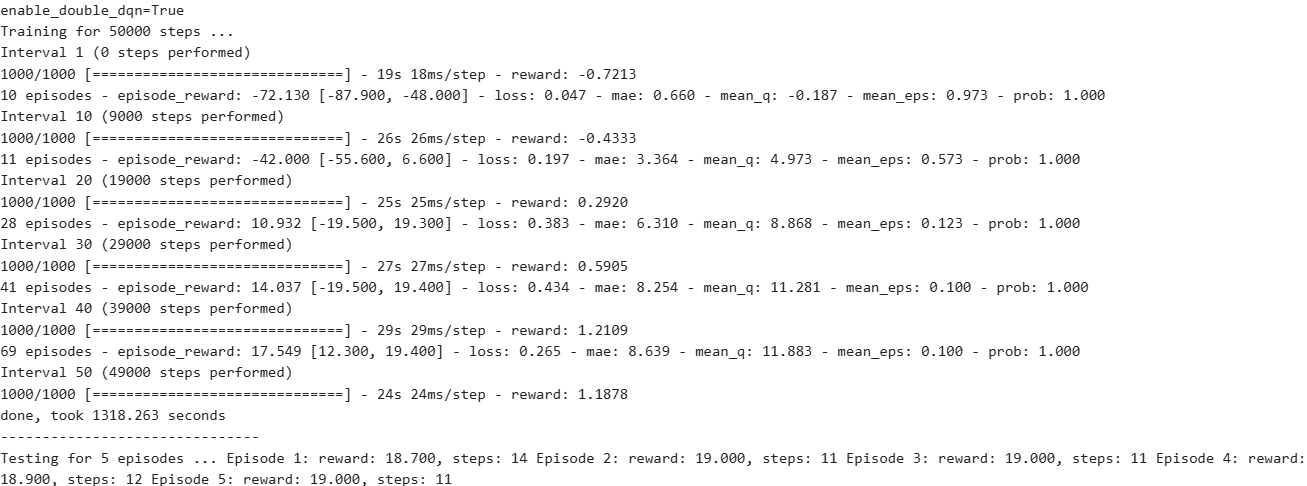 enable_double_dqn=True
Training for 50000 steps ...
Interval 1 (0 steps performed)
1000/1000 [==============================] - 19s 18ms/step - reward: -0.7213
10 episodes - episode_reward: -72.130 [-87.900, -48.000] - loss: 0.047 - mae: 0.660 - mean_q: -0.187 - mean_eps: 0.973 - prob: 1.000
Interval 10 (9000 steps performed)
1000/1000 [==============================] - 26s 26ms/step - reward: -0.4333
11 episodes - episode_reward: -42.000 [-55.600, 6.600] - loss: 0.197 - mae: 3.364 - mean_q: 4.973 - mean_eps: 0.573 - prob: 1.000
Interval 20 (19000 steps performed)
1000/1000 [==============================] - 25s 25ms/step - reward: 0.2920
28 episodes - episode_reward: 10.932 [-19.500, 19.300] - loss: 0.383 - mae: 6.310 - mean_q: 8.868 - mean_eps: 0.123 - prob: 1.000
Interval 30 (29000 steps performed)
1000/1000 [==============================] - 27s 27ms/step - reward: 0.5905
41 episodes - episode_reward: 14.037 [-19.500, 19.400] - loss: 0.434 - mae: 8.254 - mean_q: 11.281 - mean_eps: 0.100 - prob: 1.000
Interval 40 (39000 steps performed)
1000/1000 [==============================] - 29s 29ms/step - reward: 1.2109
69 episodes - episode_reward: 17.549 [12.300, 19.400] - loss: 0.265 - mae: 8.639 - mean_q: 11.883 - mean_eps: 0.100 - prob: 1.000
Interval 50 (49000 steps performed)
1000/1000 [==============================] - 24s 24ms/step - reward: 1.1878
done, took 1318.263 seconds
-------------------------------
Testing for 5 episodes ... Episode 1: reward: 18.700, steps: 14 Episode 2: reward: 19.000, steps: 11 Episode 3: reward: 19.000, steps: 11 Episode 4: reward:
18.900, steps: 12 Episode 5: reward: 19.000, steps: 11